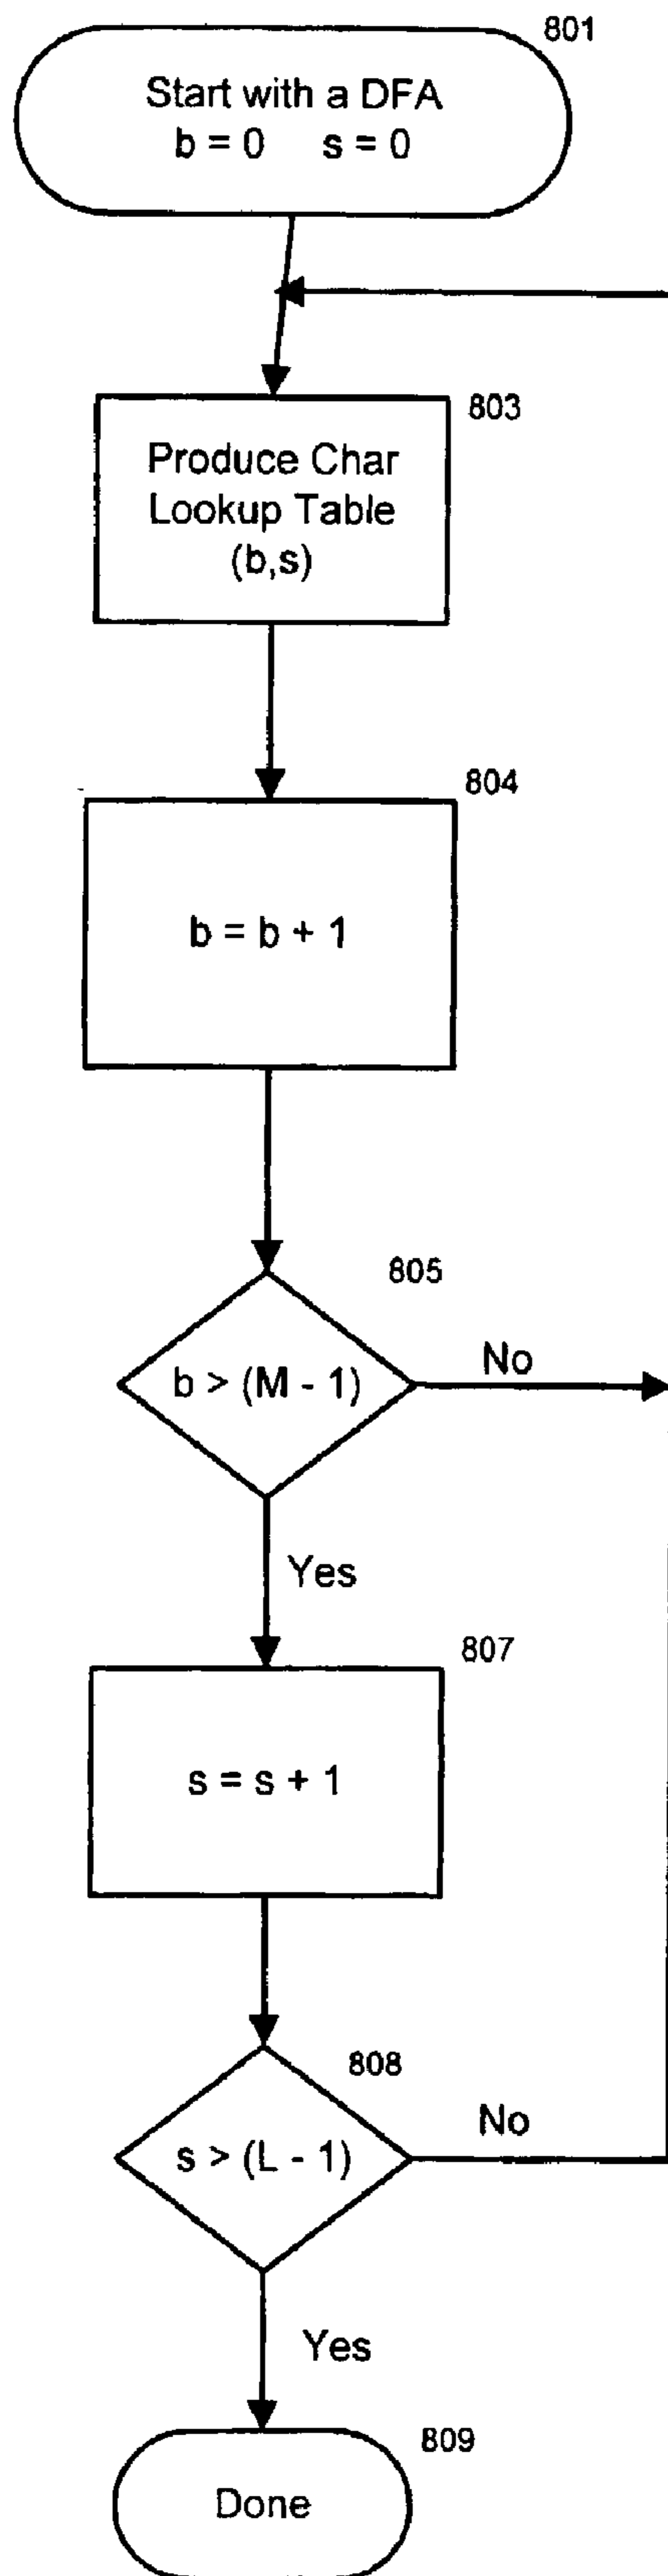 801
Start with a DFA
b = 0 s = 0
803
Produce Char
Lookup Table
(b,s)
804
b = b + 1
805
b > (M - 1)
No
Yes
807
s = s + 1
808
s > (L - 1)
No
Yes
809
Done